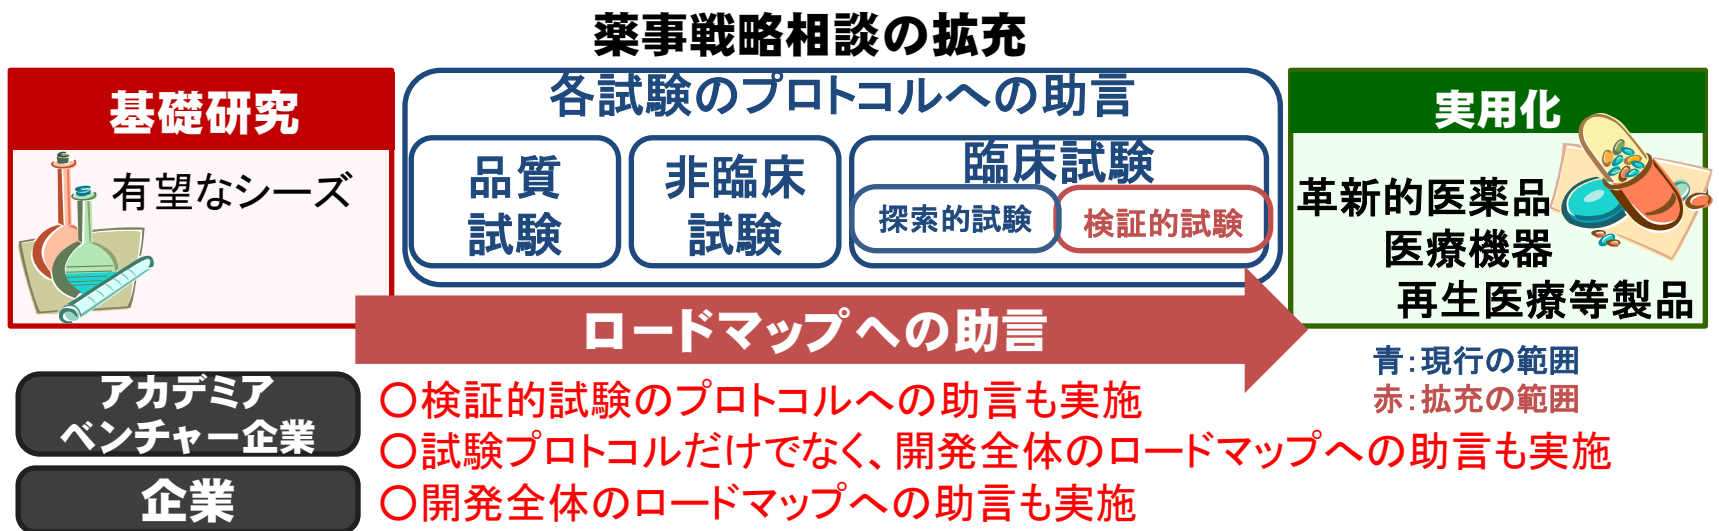 薬事戦略相談の拡充
基礎研究
有望なシーズ
各試験のプロトコルへの助言
品質
試験
非臨床
試験
臨床試験
探索的試験
検証的試験
実用化
革新的医薬品
医療機器
再生医療等製品
ロードマップへの助言
青：現行の範囲
赤：拡充の範囲
アカデミア
ベンチャー企業
○検証的試験のプロトコルへの助言も実施
○試験プロトコルだけでなく、開発全体のロードマップへの助言も実施
企業
○開発全体のロードマップへの助言も実施